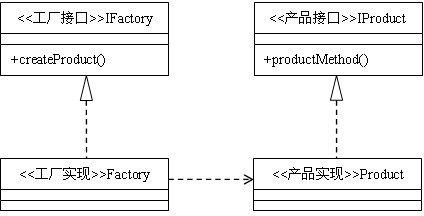 <<工厂接口>>IFactory
<<产品接口>>IProduct
+createProduct()
+productMethod()
<<工厂实现>>Factory
<<产品实现>>Product